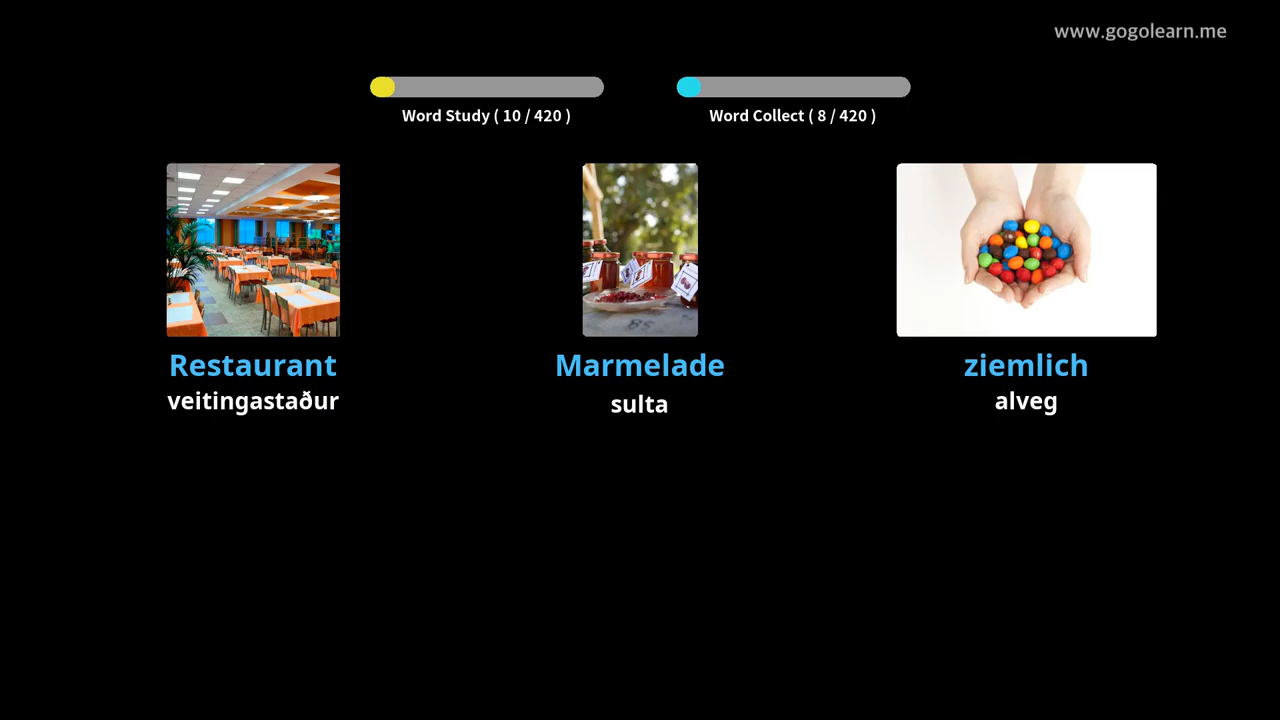 www.gogolearn.me
Word Study ( 10 / 420 )
Word Collect ( 8 / 420 )
Restaurant
veitingastaður
Marmelade
sulta
ziemlich
alveg